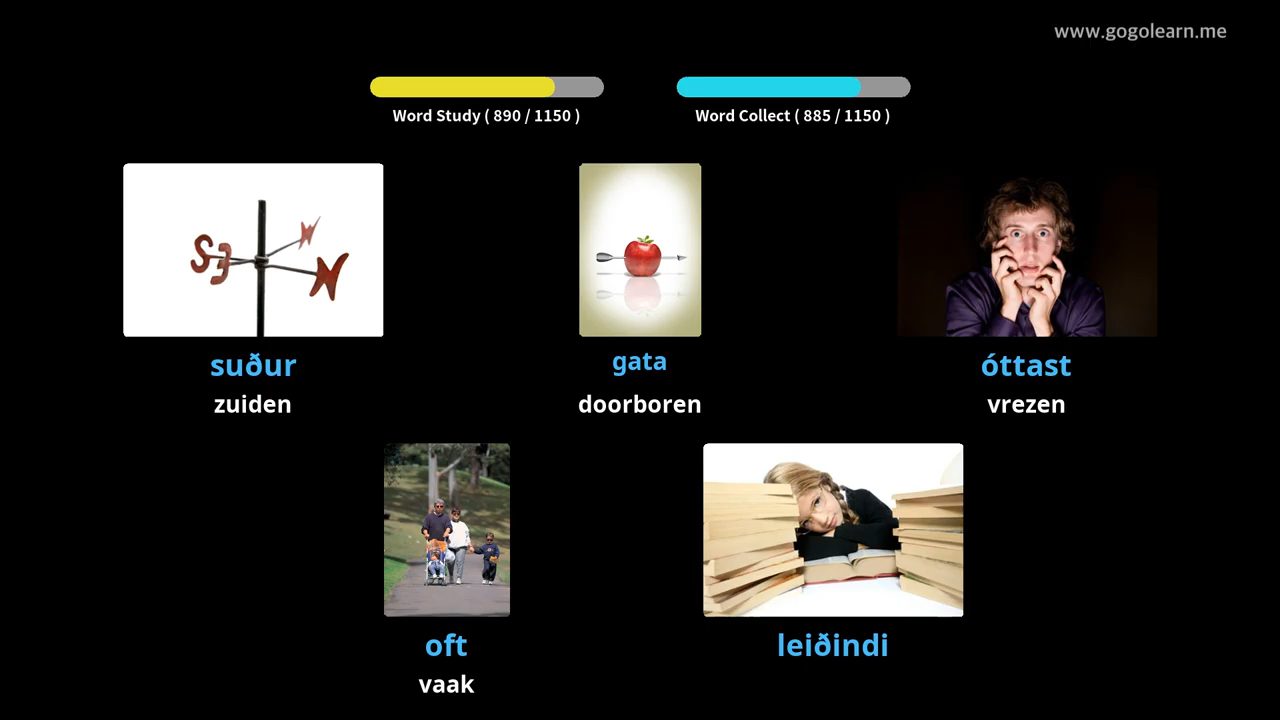 www.gogolearn.me
Word Study ( 890 / 1150 )
Word Collect ( 885 / 1150 )
suður
zuiden
gata
doorboren
óttast
vrezen
oft
vaak
leiðindi